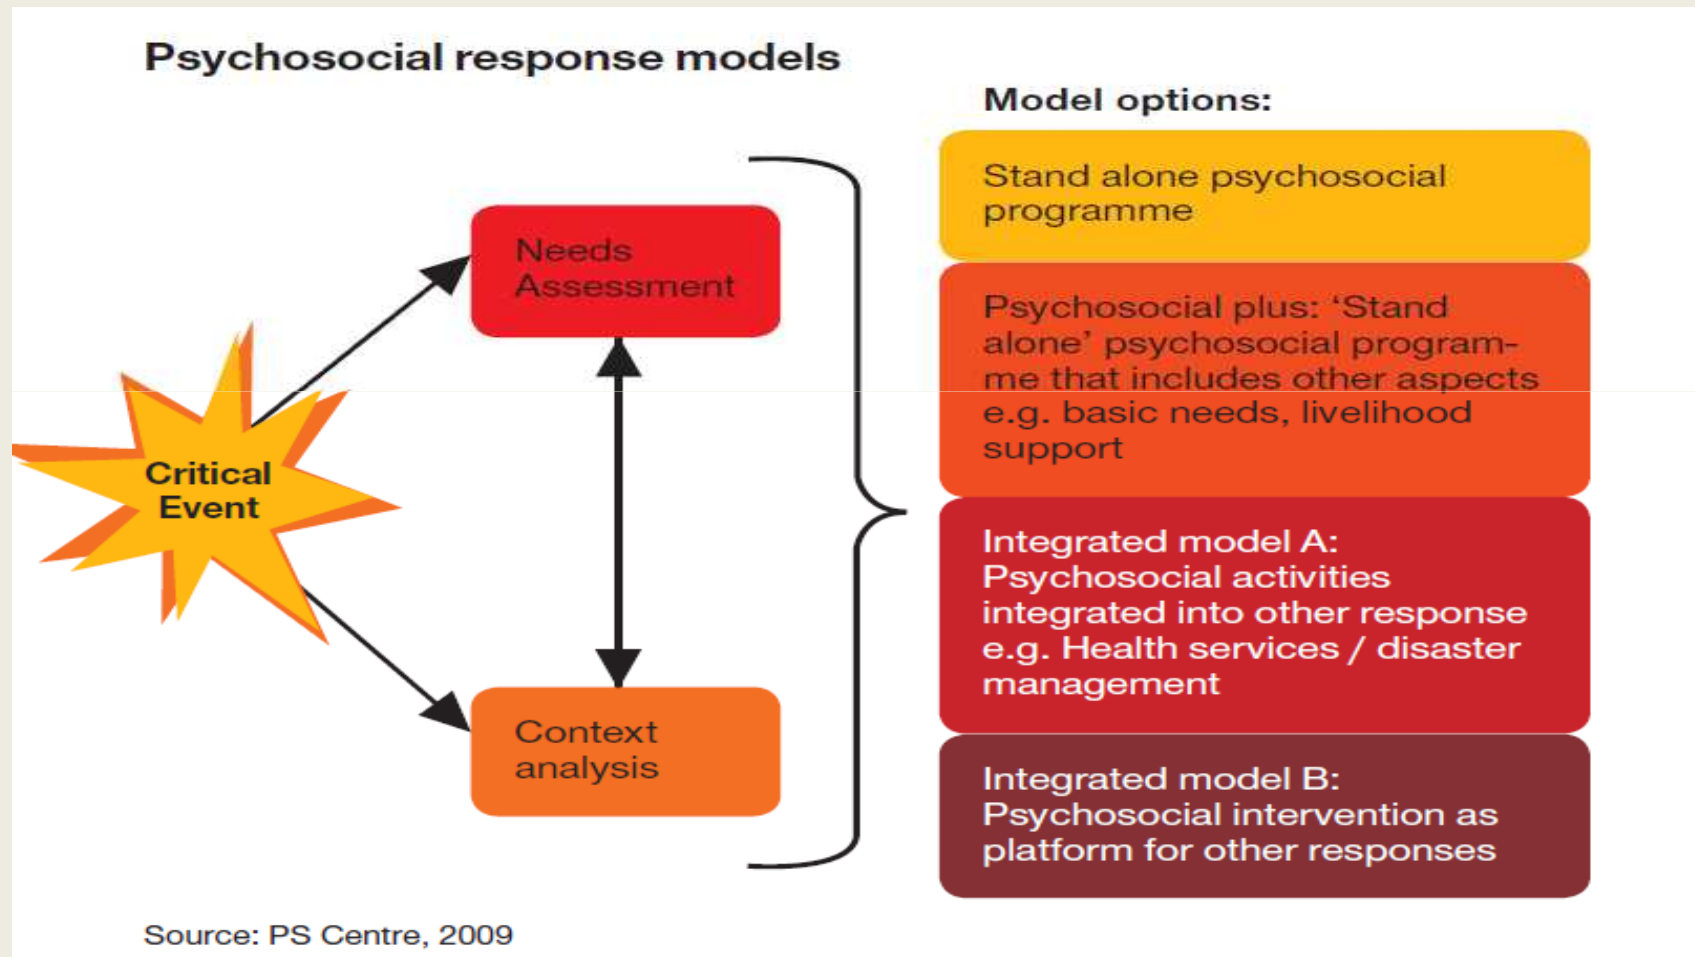 Psychosocial response models
Model options:
Critical
Event
Needs
Assessment
Context
analysis
Stand alone psychosocial
programme
Psychosocial plus: ‘Stand
alone’ psychosocial program-
me that includes other aspects
e.g. basic needs, livelihood
support
Integrated model A:
Psychosocial activities
integrated into other response
e.g. Health services / disaster
management
Integrated model B:
Psychosocial intervention as
platform for other responses
Source: PS Centre, 2009